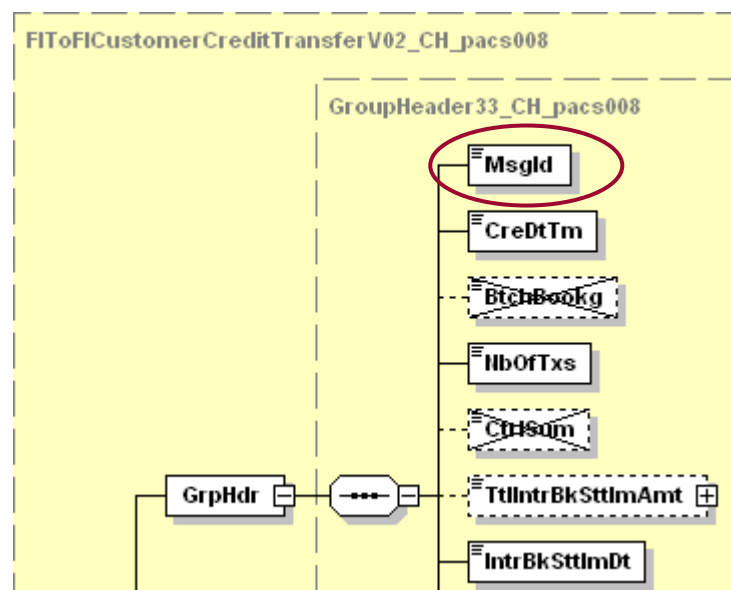 FIToFICustomerCreditTransferV02_CH_pacs008
GroupHeader33_CH_pacs008
MsgId
CreDtTm
BtchBookg
NbOfTxs
CtrlSum
GrpHdr
TtlIntrBkSttlmAmt
IntrBkSttlmDt